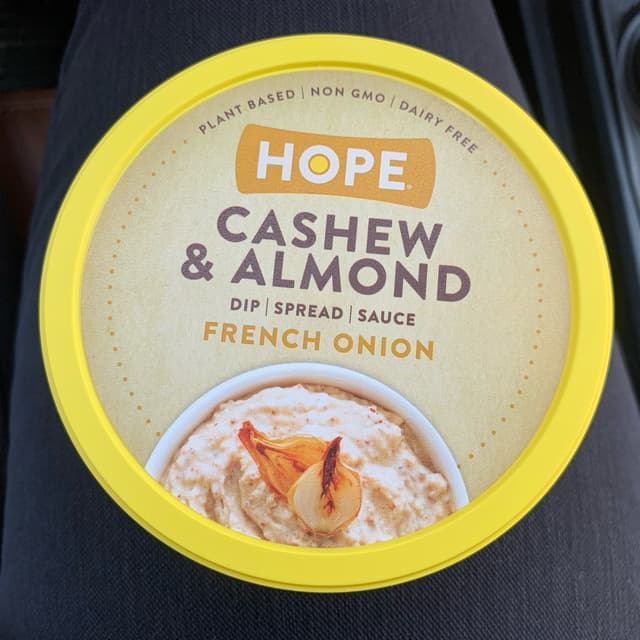 PLANT BASED | NON GMO | DAIRY FREE
HOPE®
CASHEW
& ALMOND
DIP | SPREAD | SAUCE
FRENCH ONION